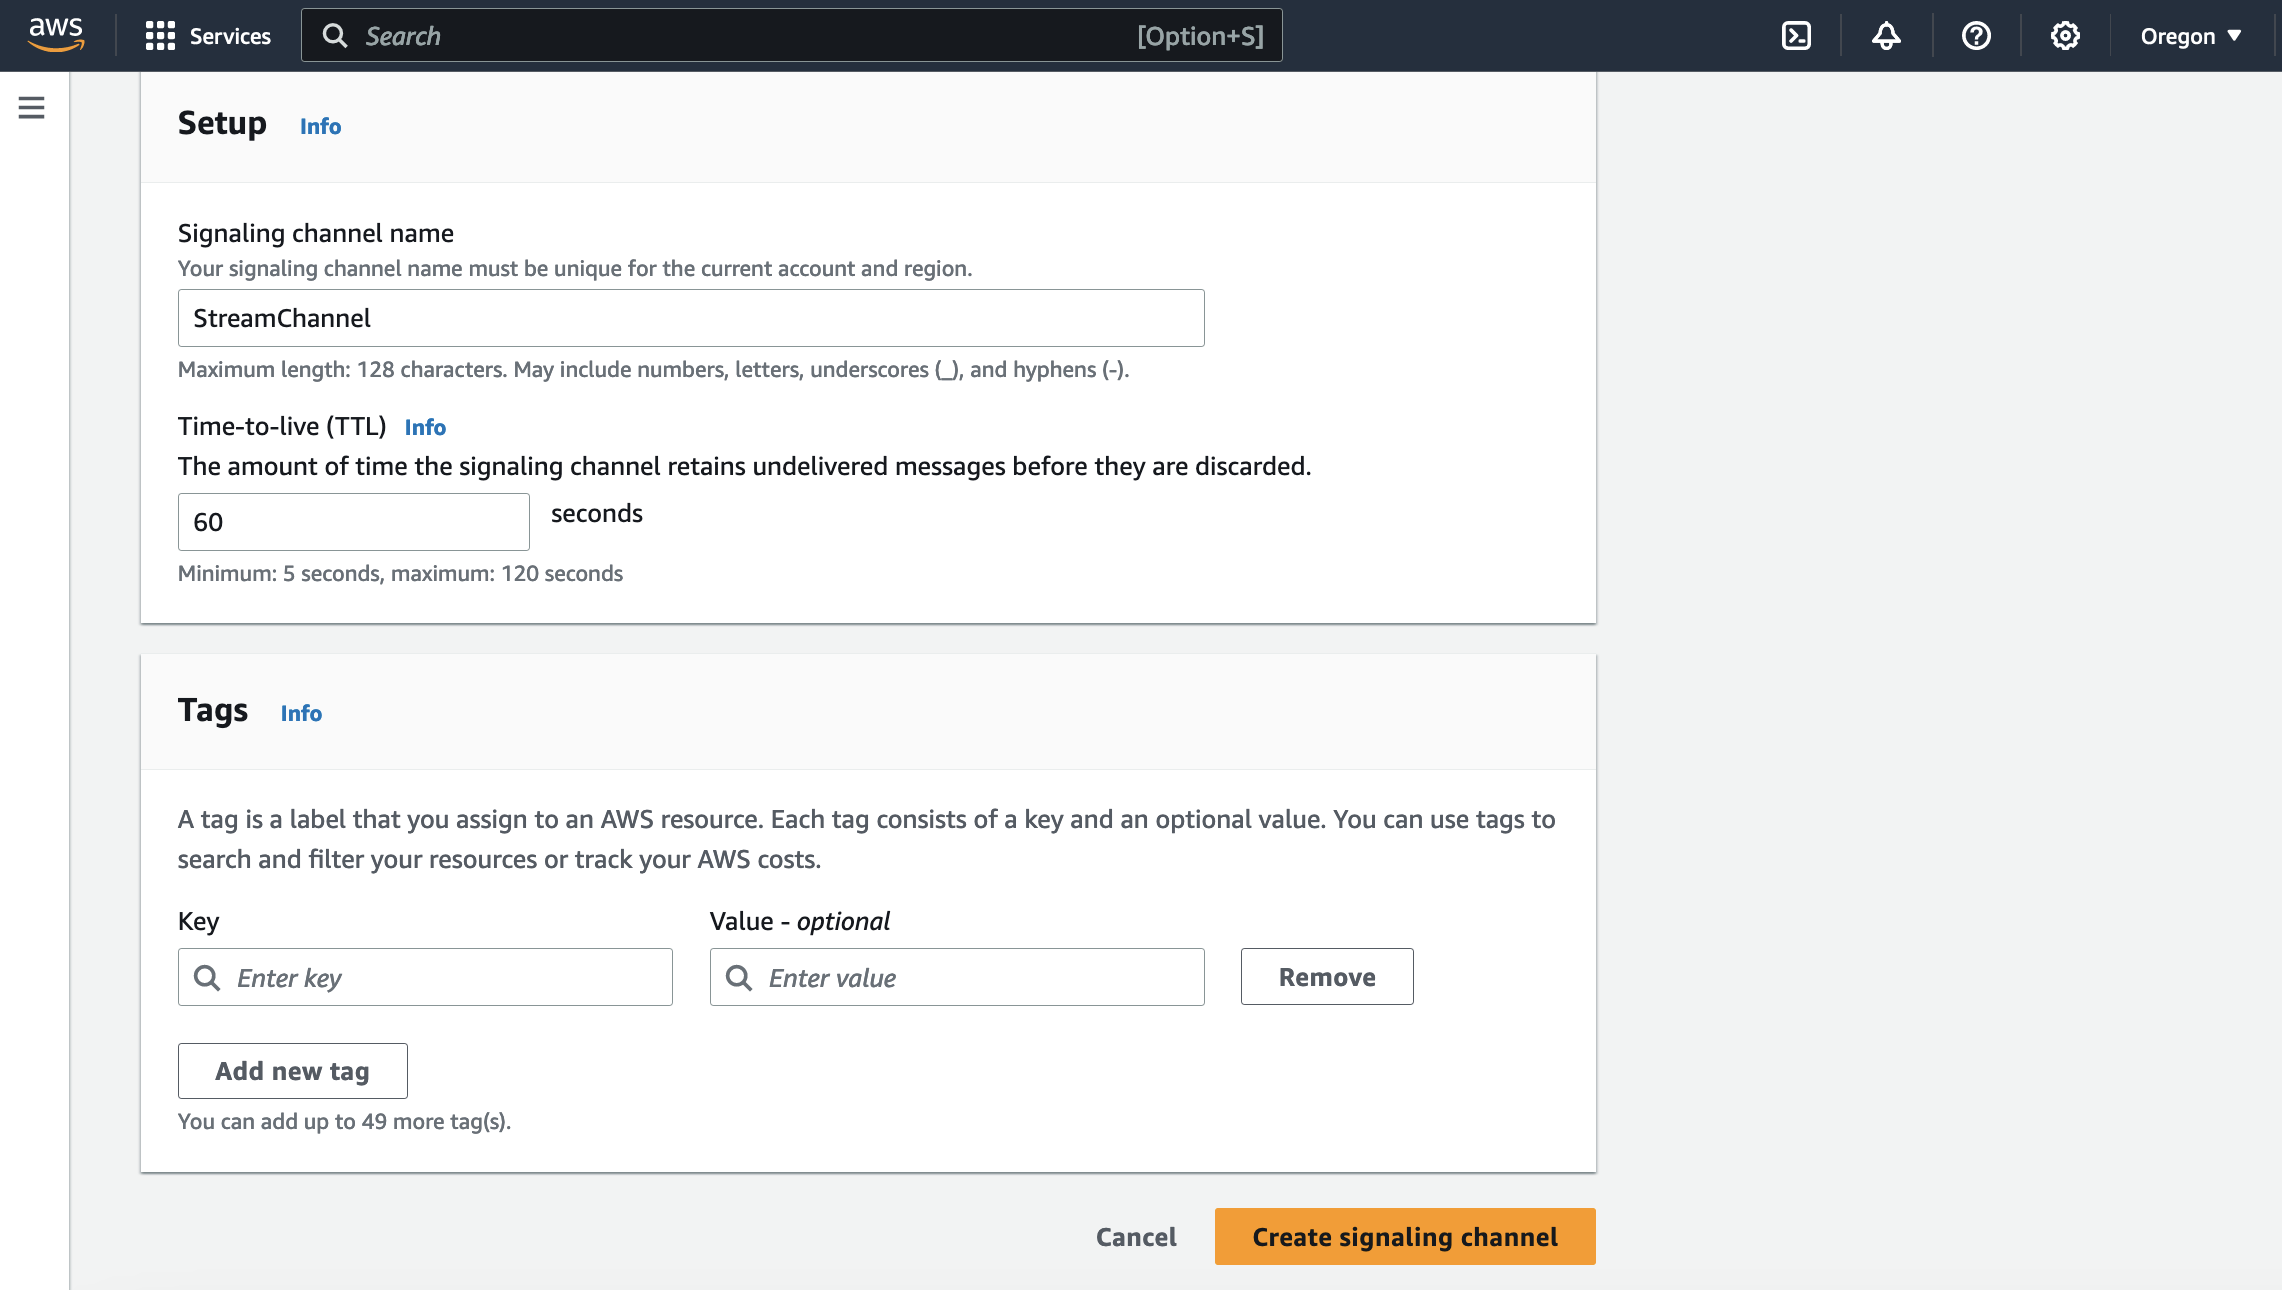 aws
Services
Search
[Option+S]
Oregon
Setup
Info
Signaling channel name
Your signaling channel name must be unique for the current account and region.
StreamChannel
Maximum length: 128 characters. May include numbers, letters, underscores (_), and hyphens (-).
Time-to-live (TTL)
Info
The amount of time the signaling channel retains undelivered messages before they are discarded.
60
seconds
Minimum: 5 seconds, maximum: 120 seconds
Tags
Info
A tag is a label that you assign to an AWS resource. Each tag consists of a key and an optional value. You can use tags to
search and filter your resources or track your AWS costs.
Key
Value - optional
Enter key
Enter value
Remove
Add new tag
You can add up to 49 more tag(s).
Cancel
Create signaling channel